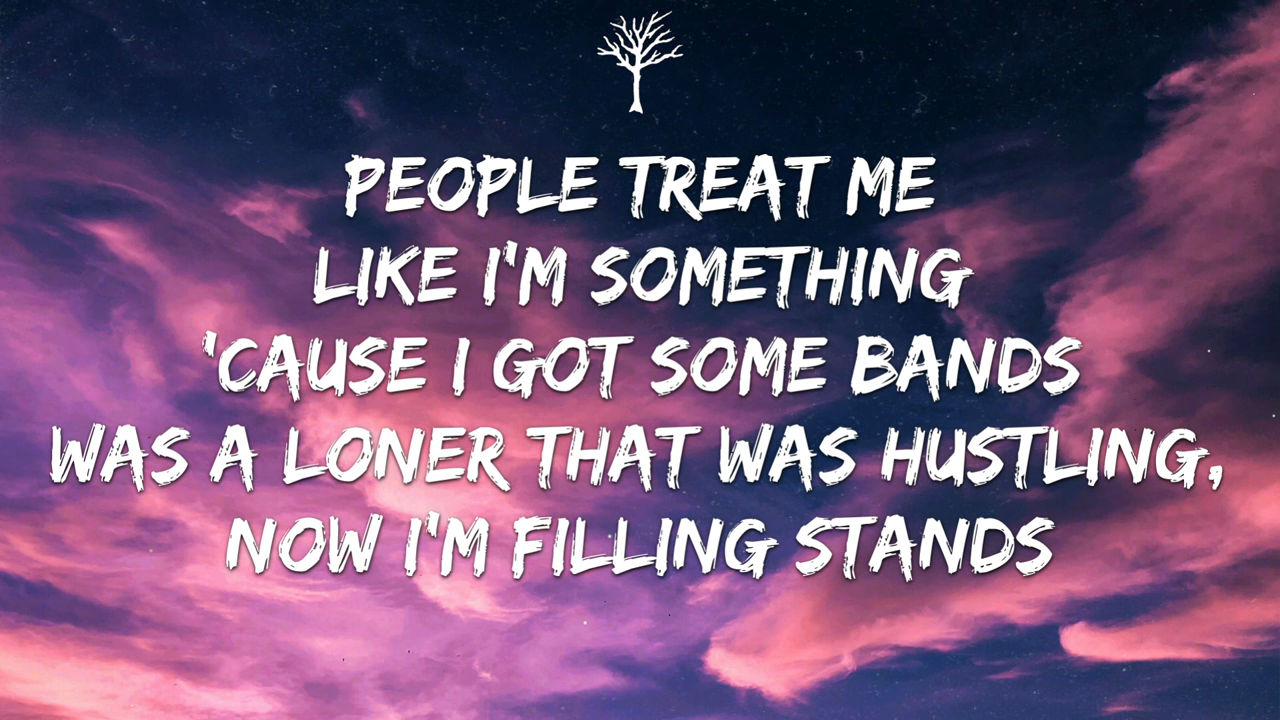 PEOPLE TREAT ME
LIKE I'M SOMETHING
'CAUSE I GOT SOME BANDS
WAS A LONER THAT WAS HUSTLING,
NOW I'M FILLING STANDS